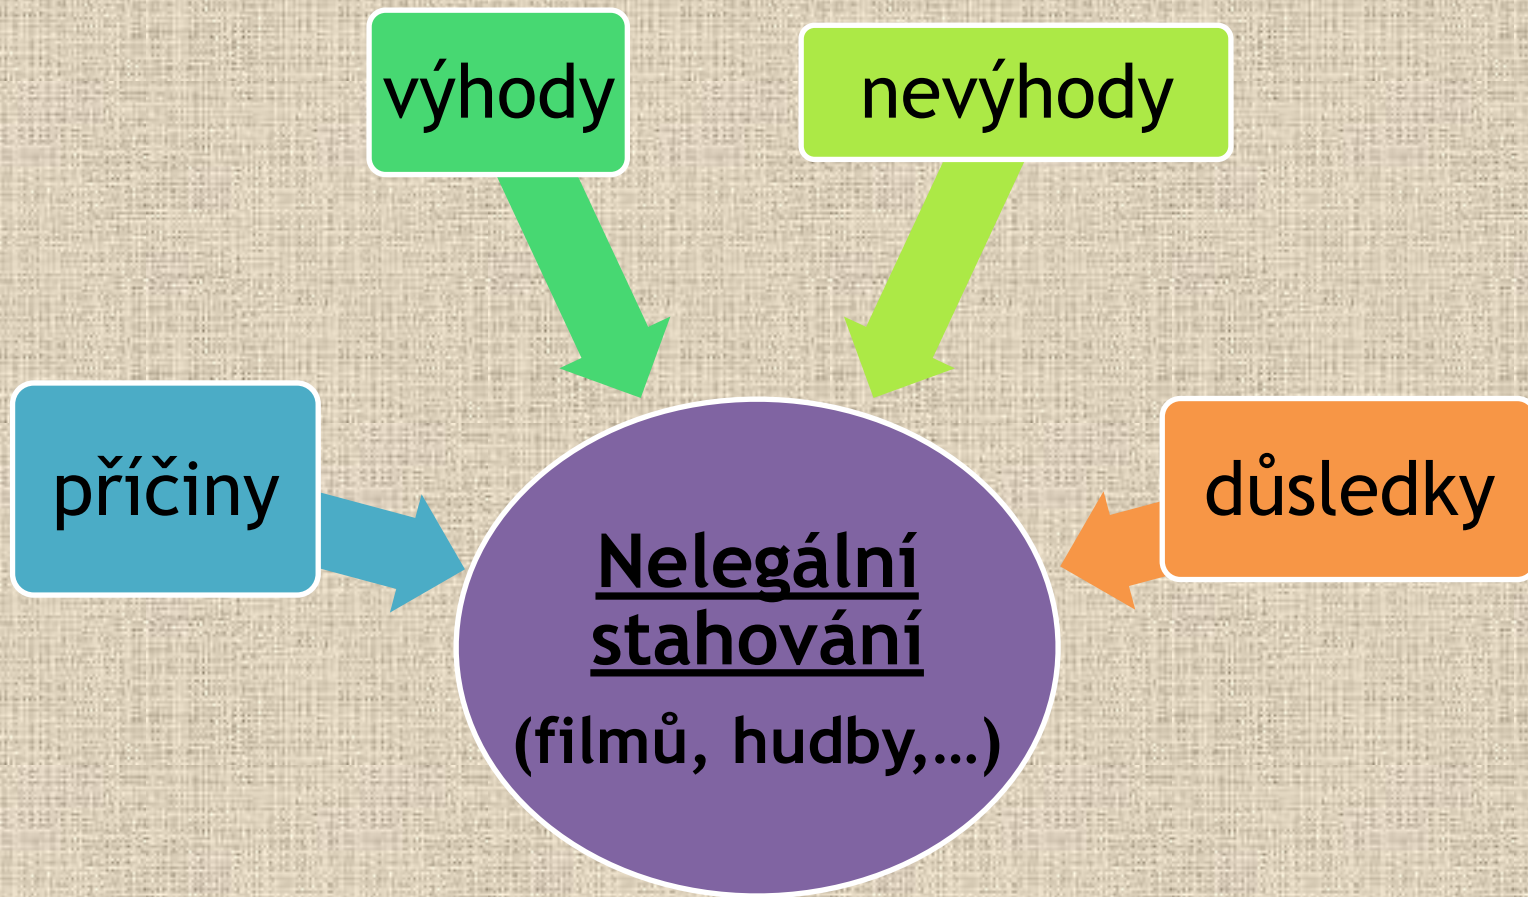 výhody
nevýhody
příčiny
důsledky
Nelegální
stahování
(filmů, hudby,…)